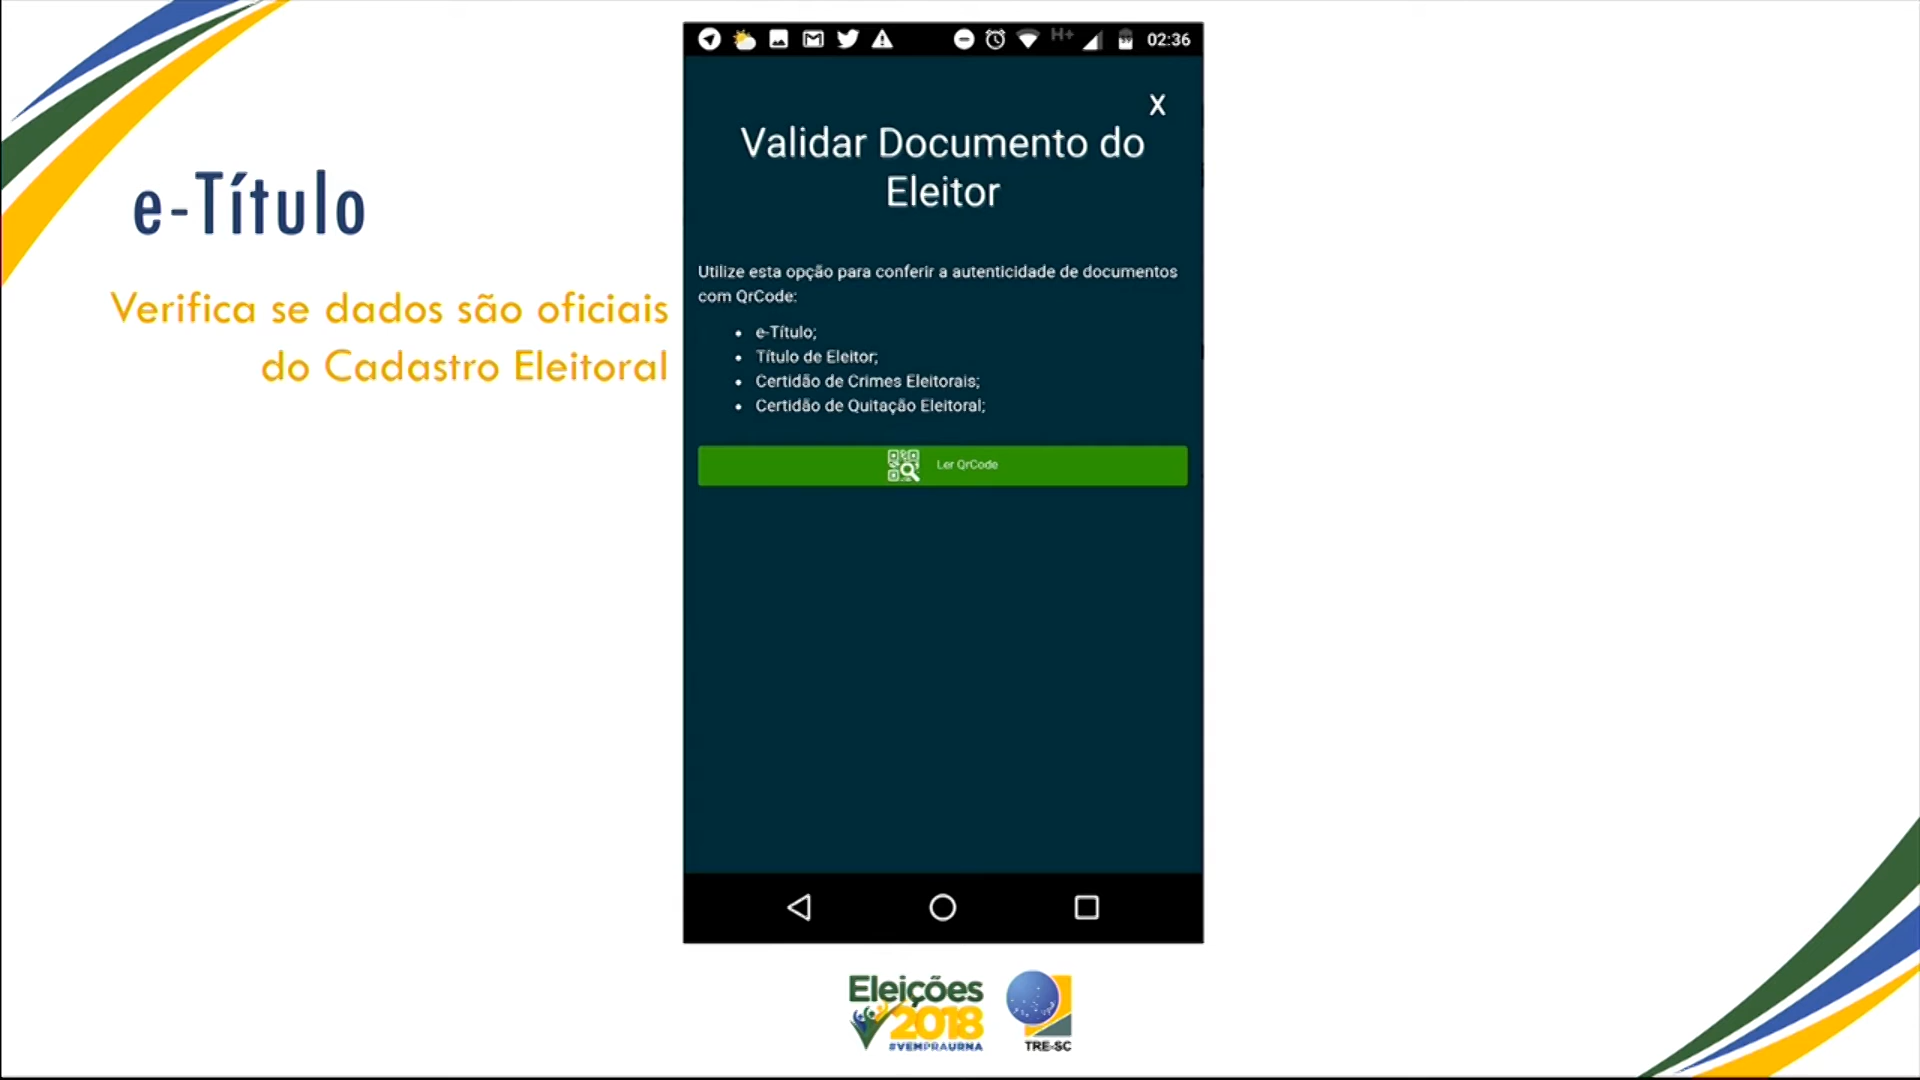 e-Título
Verifica se dados são oficiais
do Cadastro Eleitoral
H+
02:36
X
Validar Documento do
Eleitor
Utilize esta opção para conferir a autenticidade de documentos
com QrCode:
• e-Título;
• Título de Eleitor;
• Certidão de Crimes Eleitorais;
• Certidão de Quitação Eleitoral;
Ler QrCode
Eleições
2018
#VEMPRAURNA
TRE-SC